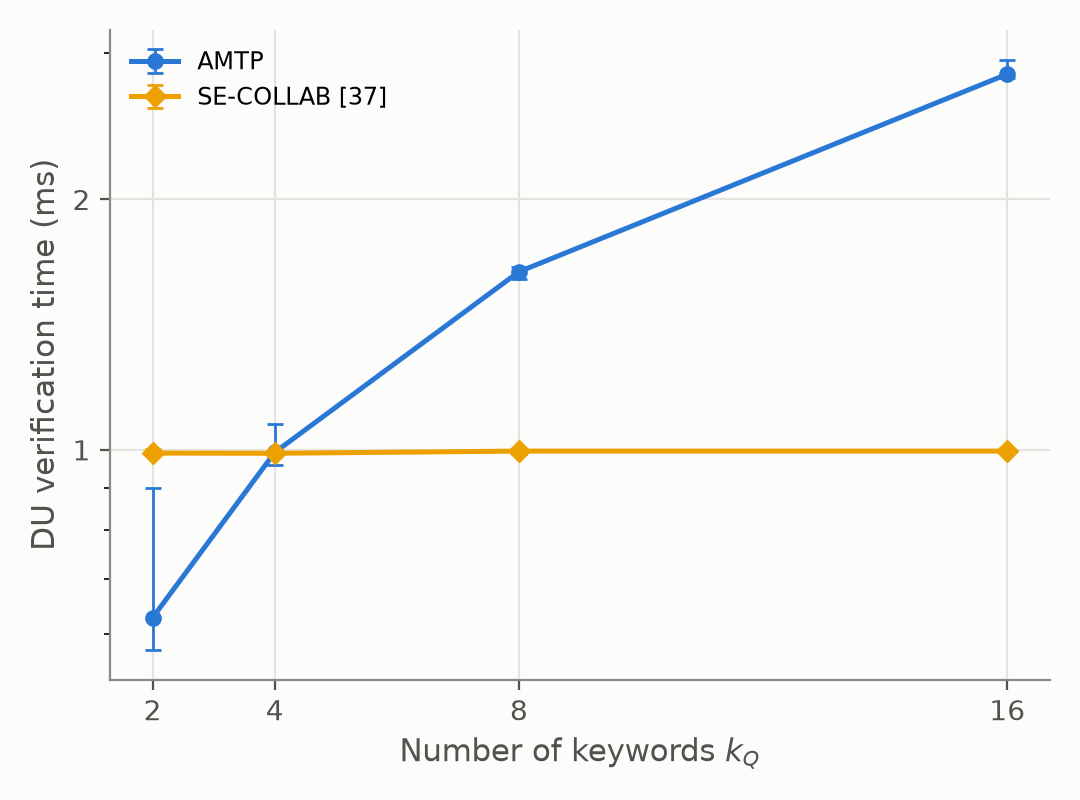 AMTP
SE-COLLAB [37]
DU verification time (ms)
2
1
2
4
8
16
Number of keywords k_Q